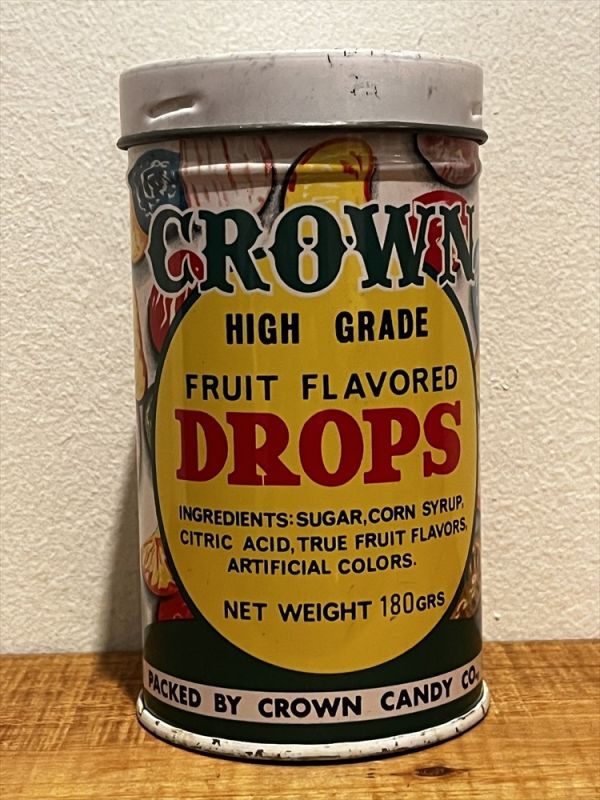 CROWN
HIGH GRADE
FRUIT FLAVORED
DROPS
INGREDIENTS: SUGAR, CORN SYRUP,
CITRIC ACID, TRUE FRUIT FLAVORS,
ARTIFICIAL COLORS.
NET WEIGHT 180GRS
PACKED BY CROWN CANDY CO.,